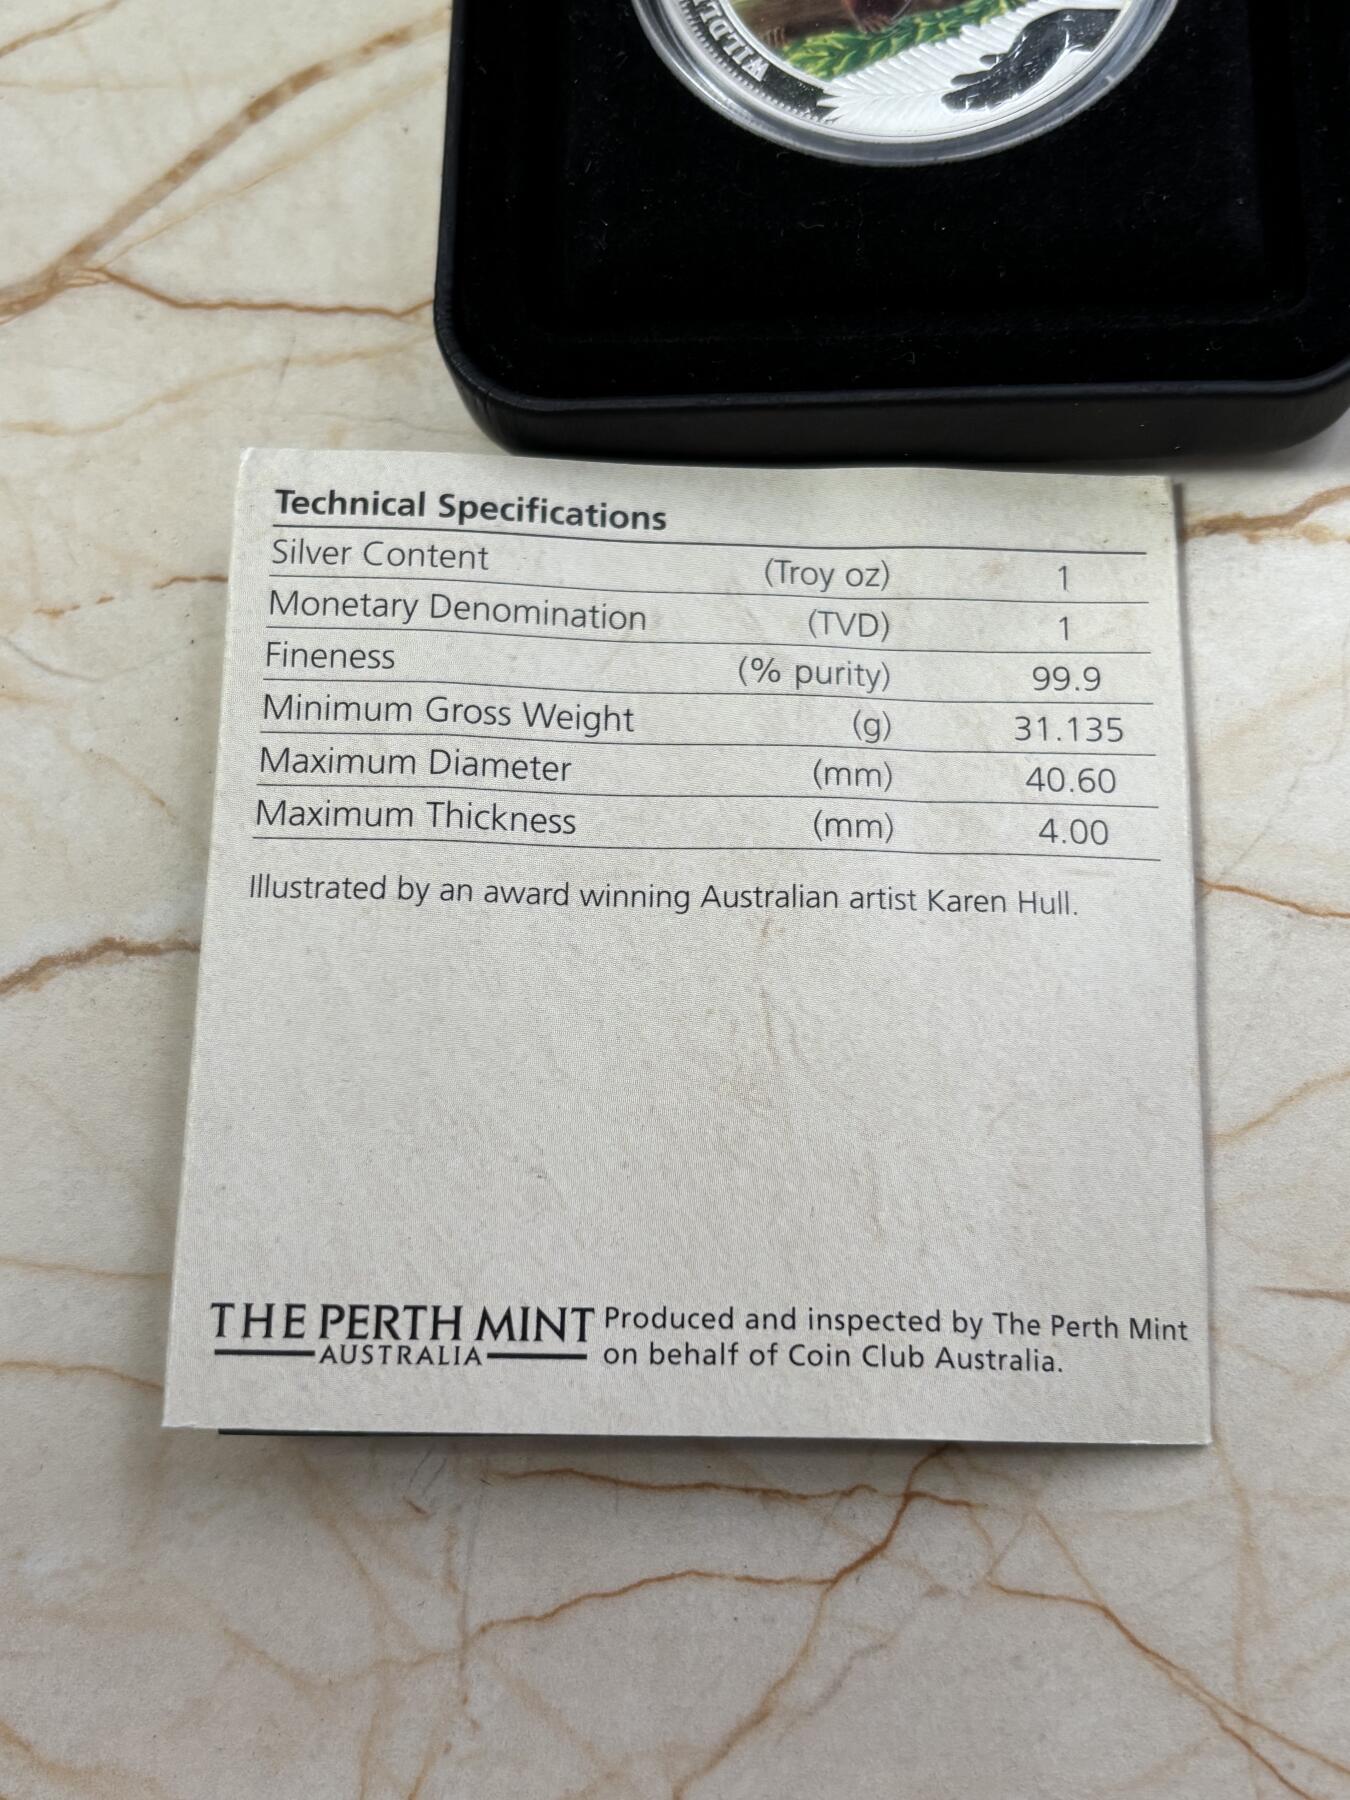 WILDL
Technical Specifications
Silver Content (Troy oz) 1
Monetary Denomination (TVD) 1
Fineness (% purity) 99.9
Minimum Gross Weight (g) 31.135
Maximum Diameter (mm) 40.60
Maximum Thickness (mm) 4.00
Illustrated by an award winning Australian artist Karen Hull.
THE PERTH MINT
AUSTRALIA
Produced and inspected by The Perth Mint
on behalf of Coin Club Australia.